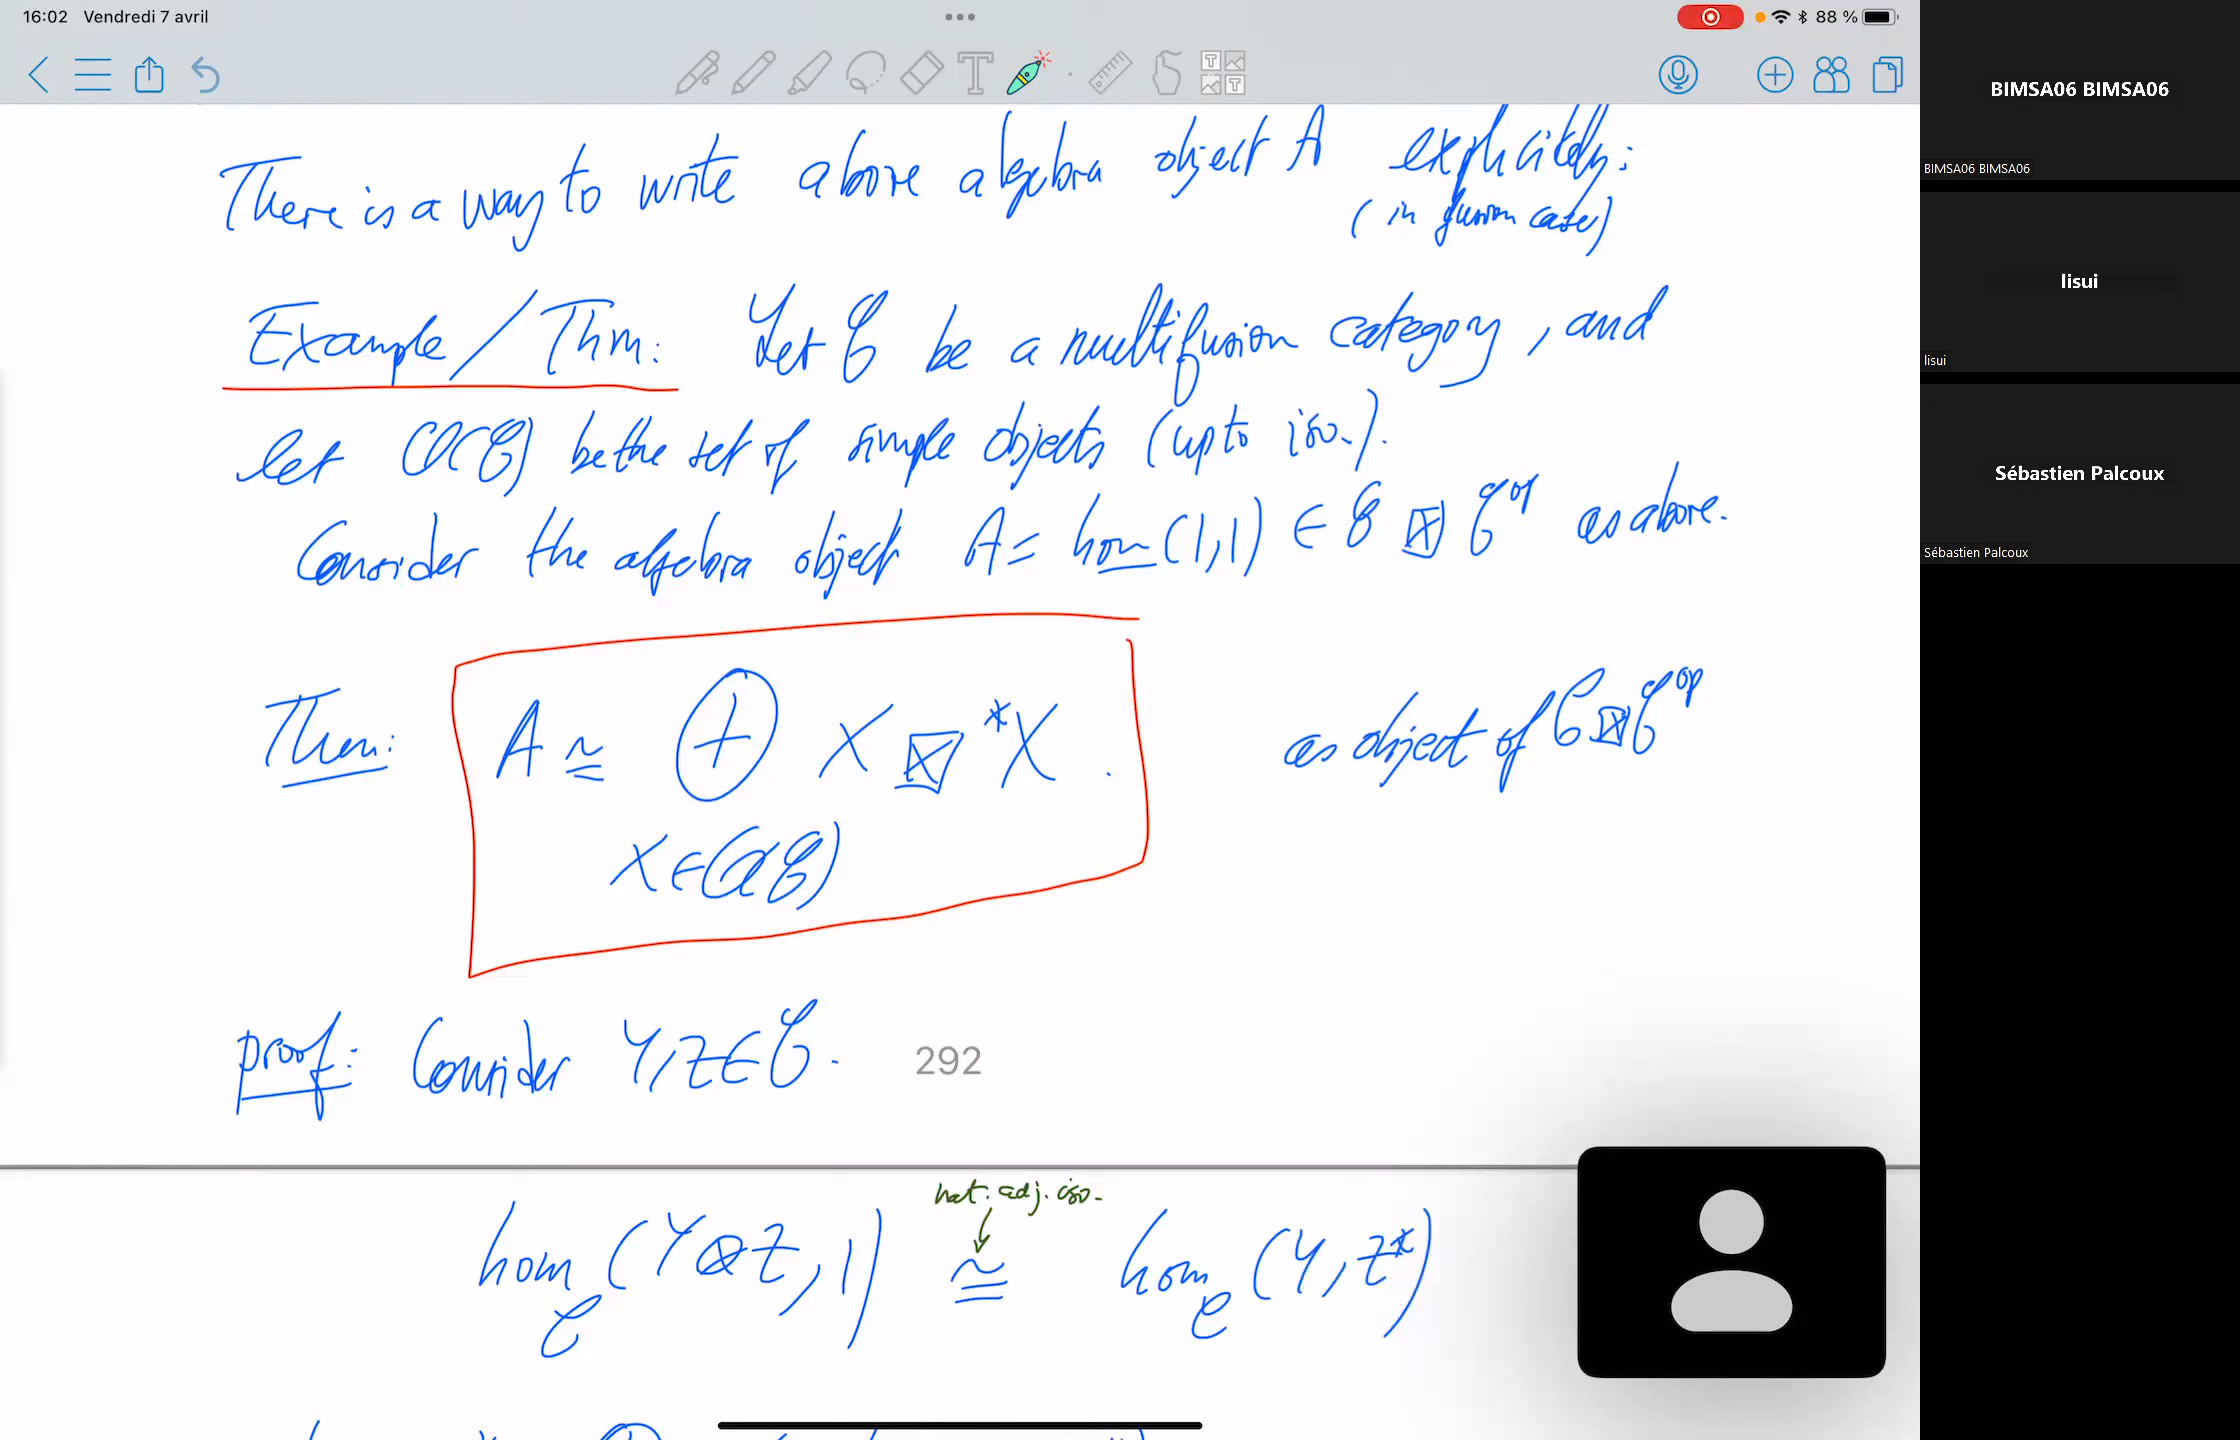 16:02 Vendredi 7 avril
88 %
BIMSA06 BIMSA06
BIMSA06 BIMSA06
lisui
lisui
Sébastien Palcoux
Sébastien Palcoux
There is a way to write above algebra object A explicitely:
(in fusion case)
Example/Thm: Let C be a multifusion category, and
let O(C) be the set of simple objects (up to iso.).
Consider the algebra object A = hom(1,1) ∈ C ⊠ C^op as above.
Then: A ≅ ⊕ X ⊠ *X . as object of C ⊠ C^op
X ∈ O(C)
proof: Consider Y, Z ∈ C.
292
nat. adj. iso.
hom_C (Y ⊗ Z, 1) ≅ hom_C (Y, Z*)